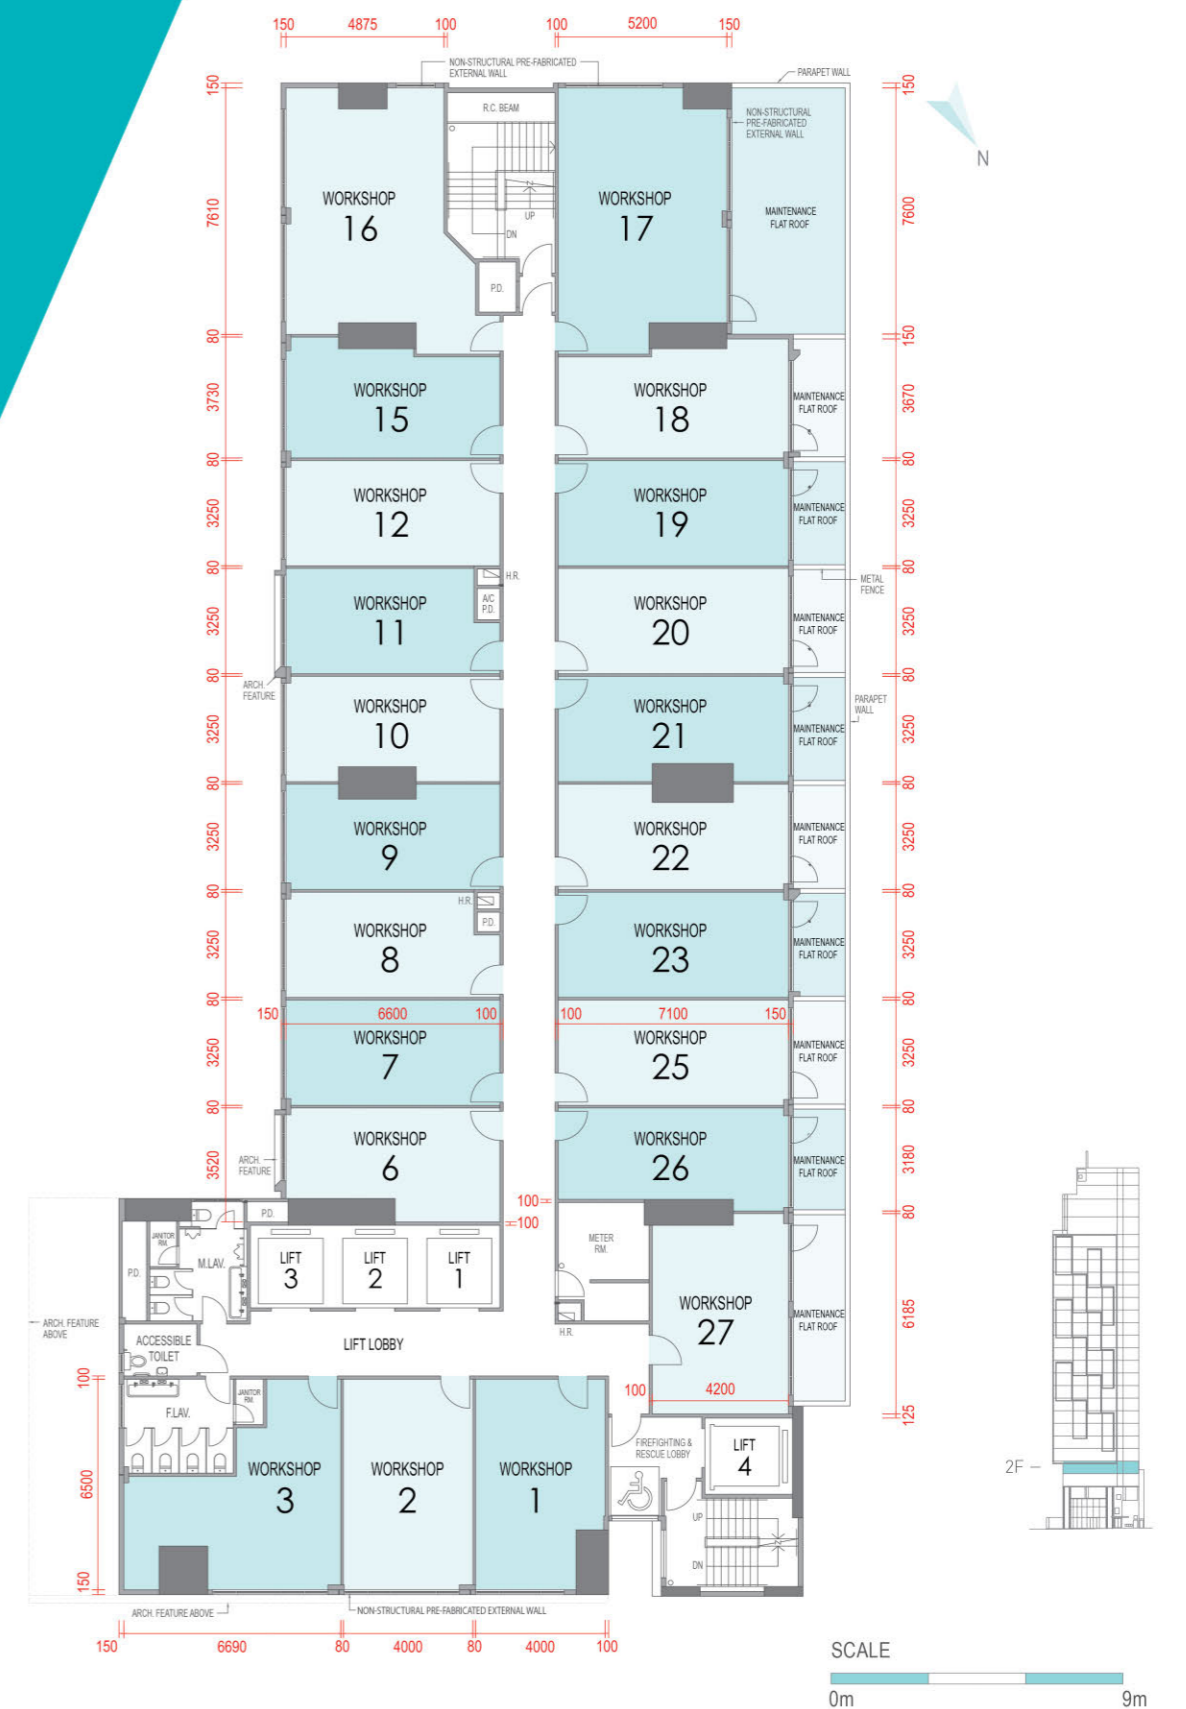 150 4875 100 100 5200 150
NON-STRUCTURAL PRE-FABRICATED
EXTERNAL WALL
PARAPET WALL
150
150
R.C. BEAM
NON-STRUCTURAL
PRE-FABRICATED
EXTERNAL WALL
N
WORKSHOP
16
WORKSHOP
17
MAINTENANCE
FLAT ROOF
7610
7600
UP
DN
P.D.
80
150
WORKSHOP
15
WORKSHOP
18
MAINTENANCE
FLAT ROOF
3730
3670
80
80
WORKSHOP
12
WORKSHOP
19
MAINTENANCE
FLAT ROOF
3250
3250
80
80
H.R.
A/C
P.D.
METAL
FENCE
WORKSHOP
11
WORKSHOP
20
MAINTENANCE
FLAT ROOF
3250
3250
80
80
ARCH.
FEATURE
PARAPET
WALL
WORKSHOP
10
WORKSHOP
21
MAINTENANCE
FLAT ROOF
3250
3250
80
80
WORKSHOP
9
WORKSHOP
22
MAINTENANCE
FLAT ROOF
3250
3250
80
80
H.R.
P.D.
WORKSHOP
8
WORKSHOP
23
MAINTENANCE
FLAT ROOF
3250
3250
80
80
150 6600 100 100 7100 150
WORKSHOP
7
WORKSHOP
25
MAINTENANCE
FLAT ROOF
3250
3250
80
80
WORKSHOP
6
WORKSHOP
26
MAINTENANCE
FLAT ROOF
ARCH.
FEATURE
3520
3180
100
100
80
P.D.
JANITOR
RM.
M.LAV.
P.D.
LIFT
3
LIFT
2
LIFT
1
METER
RM.
H.R.
WORKSHOP
27
MAINTENANCE
FLAT ROOF
6185
ARCH. FEATURE
ABOVE
ACCESSIBLE
TOILET
LIFT LOBBY
100
100 4200
125
F.LAV.
JANITOR
RM.
FIREFIGHTING &
RESCUE LOBBY
LIFT
4
6500
WORKSHOP
3
WORKSHOP
2
WORKSHOP
1
UP
DN
150
ARCH. FEATURE ABOVE
NON-STRUCTURAL PRE-FABRICATED EXTERNAL WALL
150 6690 80 4000 80 4000 100
2F
SCALE
0m 9m